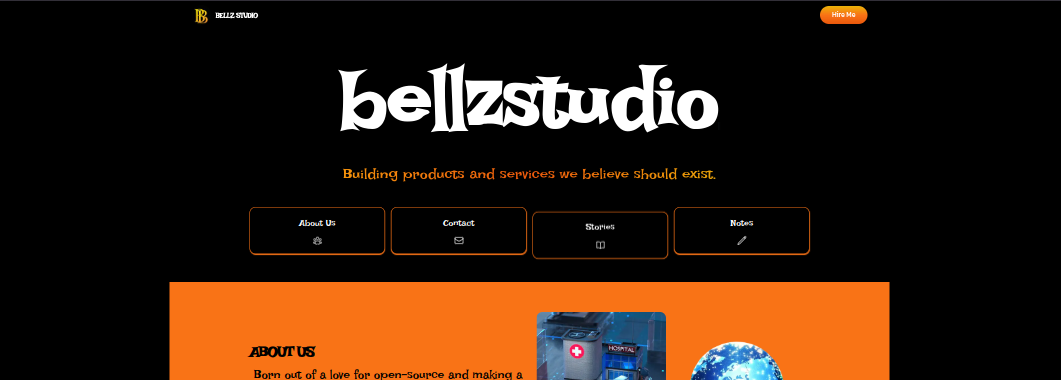 BELLZ STUDIO
Hire Me
bellzstudio
Building products and services we believe should exist.
About Us
Contact
Stories
Notes
ABOUT US
HOSPITAL
Born out of a love for open-source and making a